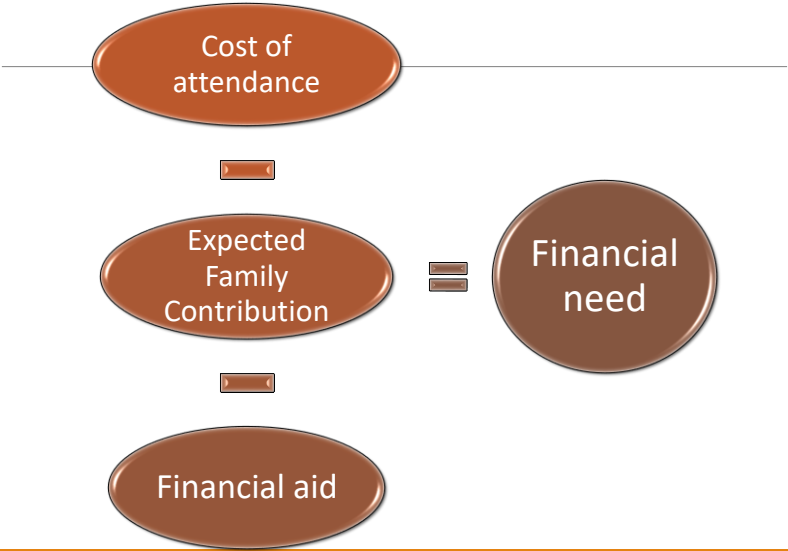 Cost of
attendance
Expected
Family
Contribution
Financial
need
Financial aid